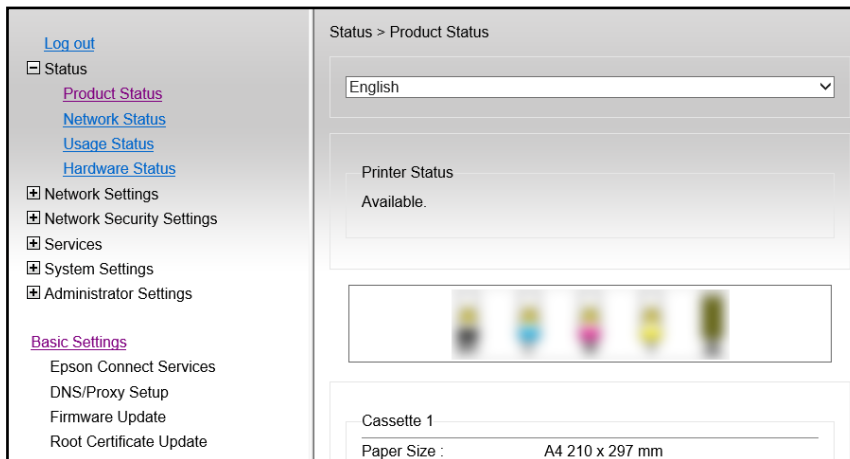 Log out
Status
Product Status
Network Status
Usage Status
Hardware Status
Network Settings
Network Security Settings
Services
System Settings
Administrator Settings
Basic Settings
Epson Connect Services
DNS/Proxy Setup
Firmware Update
Root Certificate Update
Status > Product Status
English
Printer Status
Available.
Cassette 1
Paper Size : A4 210 x 297 mm